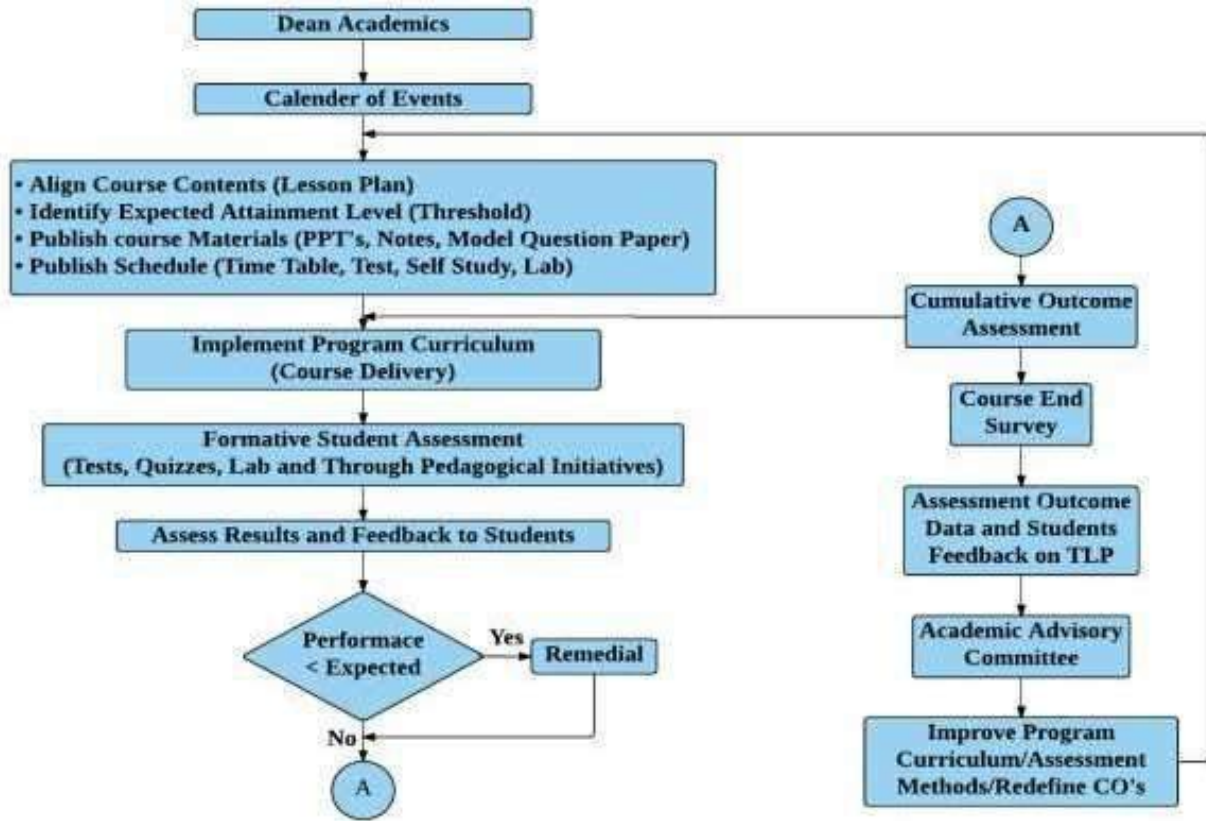 Dean Academics
Calender of Events
• Align Course Contents (Lesson Plan)
• Identify Expected Attainment Level (Threshold)
• Publish course Materials (PPT's, Notes, Model Question Paper)
• Publish Schedule (Time Table, Test, Self Study, Lab)
Implement Program Curriculum
(Course Delivery)
Formative Student Assessment
(Tests, Quizzes, Lab and Through Pedagogical Initiatives)
Assess Results and Feedback to Students
Performace
< Expected
Yes
Remedial
No
A
A
Cumulative Outcome
Assessment
Course End
Survey
Assessment Outcome
Data and Students
Feedback on TLP
Academic Advisory
Committee
Improve Program
Curriculum/Assessment
Methods/Redefine CO's